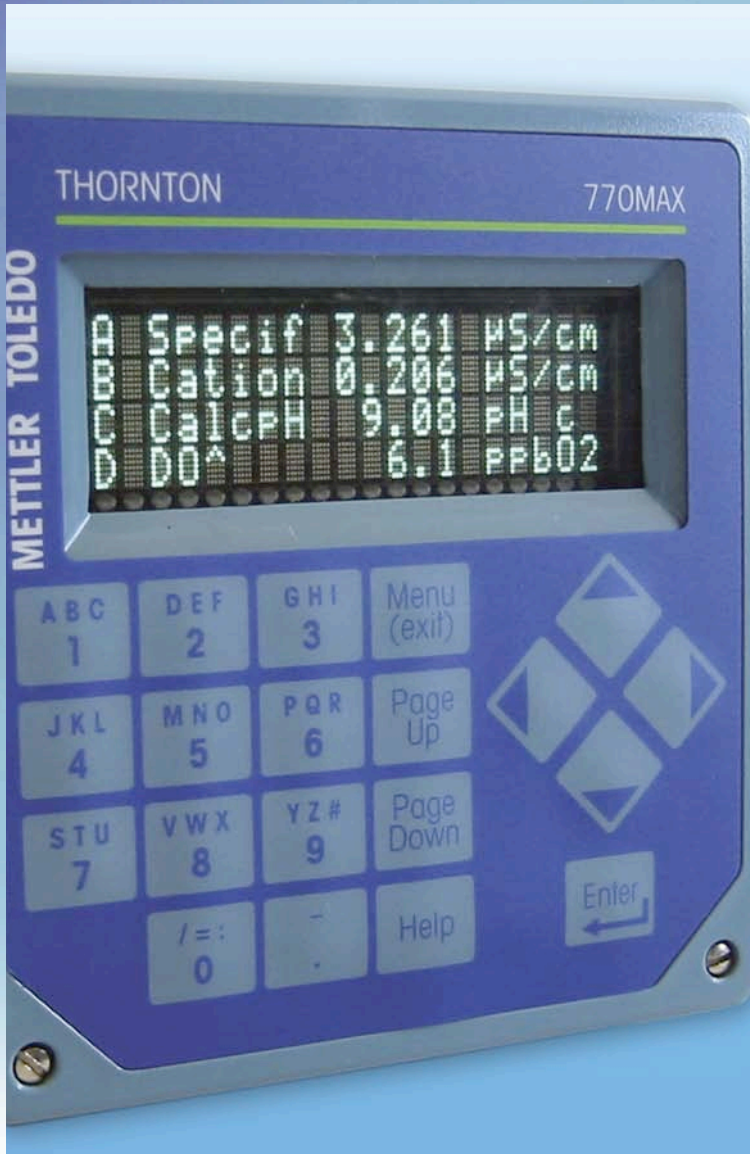 THORNTON 770MAX
METTLER TOLEDO
A Specif 3.261 µS/cm
B Cation 0.206 µS/cm
C CalcpH 9.08 pH c
D DO^ 6.1 ppbO2
ABC DEF GHI Menu
1 2 3 (exit)
JKL MNO PQR Page
4 5 6 Up
STU VWX YZ# Page
7 8 9 Down
/=: – Help Enter
0 .